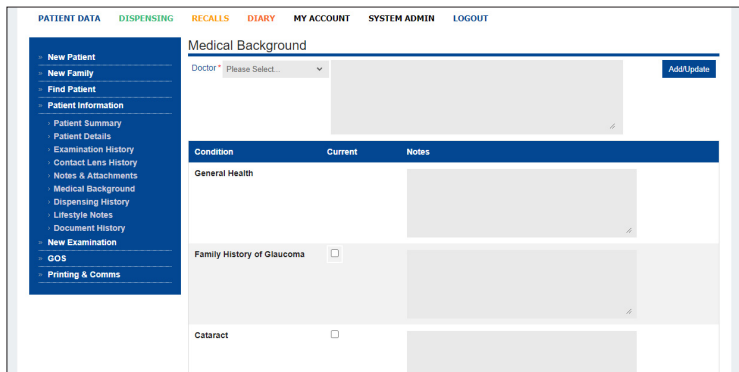 PATIENT DATA DISPENSING RECALLS DIARY MY ACCOUNT SYSTEM ADMIN LOGOUT
» New Patient
» New Family
» Find Patient
» Patient Information
› Patient Summary
› Patient Details
› Examination History
› Contact Lens History
› Notes & Attachments
› Medical Background
› Dispensing History
› Lifestyle Notes
› Document History
» New Examination
» GOS
» Printing & Comms
Medical Background
Doctor * Please Select... Add/Update
Condition Current Notes
General Health
Family History of Glaucoma
Cataract